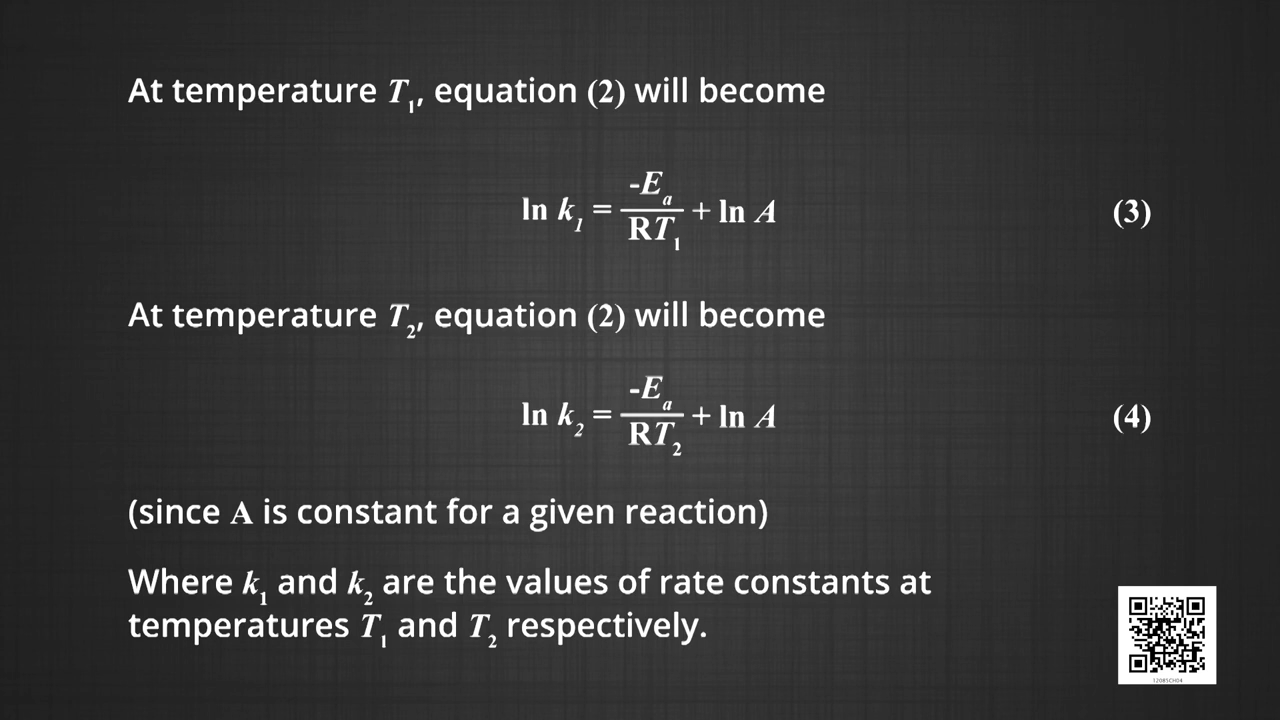 At temperature T₁, equation (2) will become
ln k₁ = -Eₐ/RT₁ + ln A (3)
At temperature T₂, equation (2) will become
ln k₂ = -Eₐ/RT₂ + ln A (4)
(since A is constant for a given reaction)
Where k₁ and k₂ are the values of rate constants at
temperatures T₁ and T₂ respectively.
12085CH04